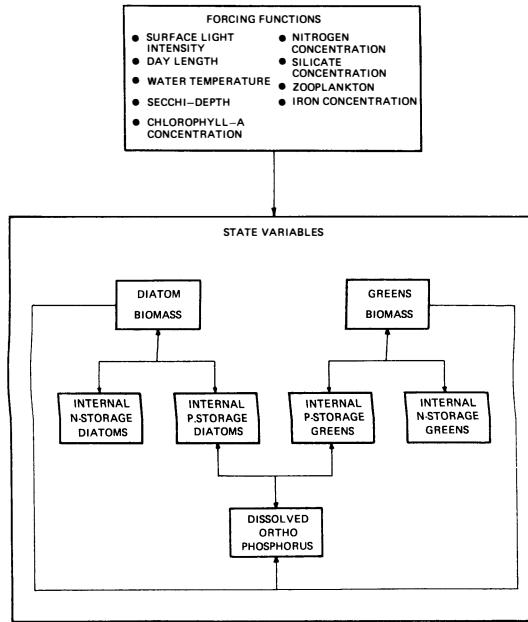 FORCING FUNCTIONS
● SURFACE LIGHT
INTENSITY
● DAY LENGTH
● WATER TEMPERATURE
● SECCHI–DEPTH
● CHLOROPHYLL–A
CONCENTRATION
● NITROGEN
CONCENTRATION
● SILICATE
CONCENTRATION
● ZOOPLANKTON
● IRON CONCENTRATION
STATE VARIABLES
DIATOM
BIOMASS
GREENS
BIOMASS
INTERNAL
N-STORAGE
DIATOMS
INTERNAL
P.STORAGE
DIATOMS
INTERNAL
P-STORAGE
GREENS
INTERNAL
N-STORAGE
GREENS
DISSOLVED
ORTHO
PHOSPHORUS